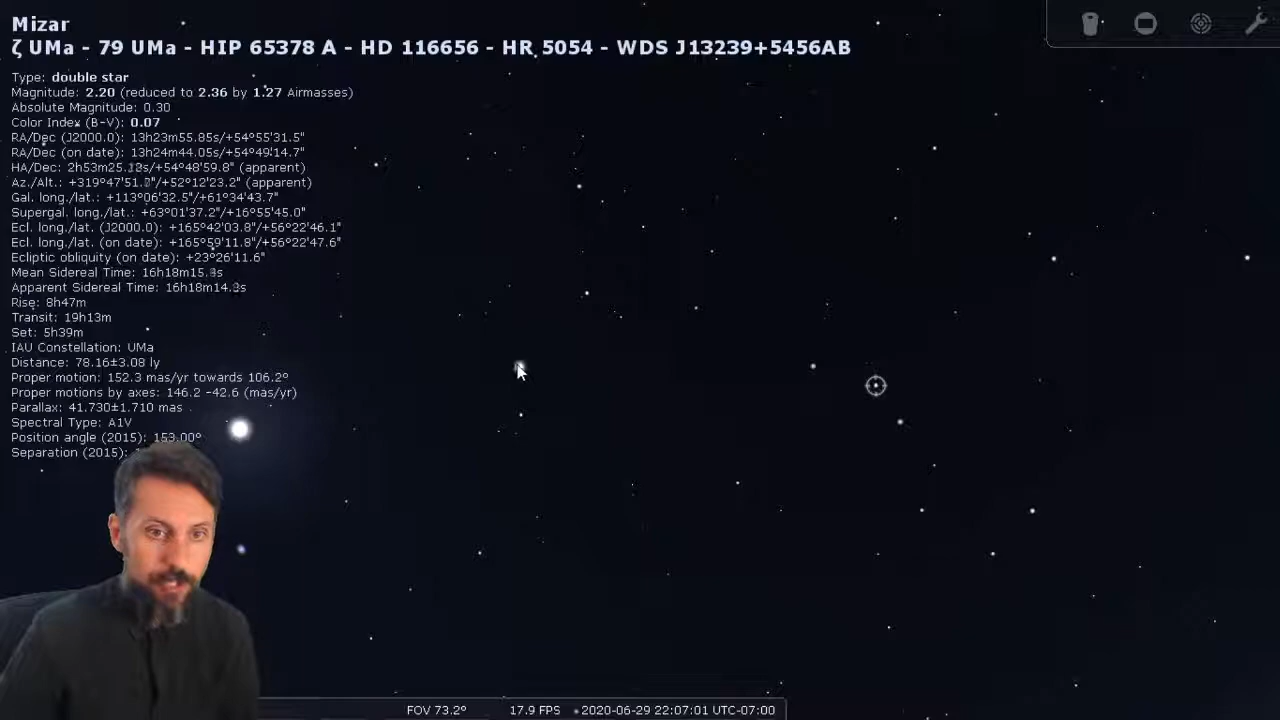 Mizar
ζ UMa - 79 UMa - HIP 65378 A - HD 116656 - HR 5054 - WDS J13239+5456AB
Type: double star
Magnitude: 2.20 (reduced to 2.36 by 1.27 Airmasses)
Absolute Magnitude: 0.30
Color Index (B-V): 0.07
RA/Dec (J2000.0): 13h23m55.85s/+54°55'31.5"
RA/Dec (on date): 13h24m44.05s/+54°49'14.7"
HA/Dec: 2h53m25. /+54°48'59.8" (apparent)
Az./Alt.: +319°47'51. /+52°12'23.2" (apparent)
Gal. long./lat.: +113°06'32.5"/+61°34'43.7"
Supergal. long./lat.: +63°01'37.2"/+16°55'45.0"
Ecl. long./lat. (J2000.0): +165°42'03.8"/+56°22'46.1"
Ecl. long./lat. (on date): +165°59'11.8"/+56°22'47.6"
Ecliptic obliquity (on date): +23°26'11.6"
Mean Sidereal Time:
Apparent Sidereal Time:
Rise: 8h47m
Transit: 19h13m
Set: 5h39m
IAU Constellation: UMa
Distance: 78.16±3.08 ly
Proper motion: 152.3 mas/yr towards 106.2°
Proper motions by axes: 146.2 -42.6 (mas/yr)
Parallax: 41.730±1.710 mas
Spectral Type: A1V
Position angle (2015): 153.00°
Separation (2015):
FOV 73.2° 17.9 FPS 2020-06-29 22:07:01 UTC-07:00